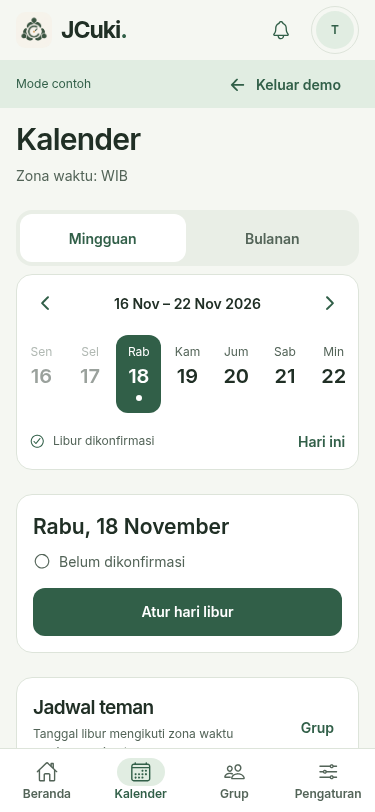 JCuki.
T
Mode contoh
Keluar demo
Kalender
Zona waktu: WIB
Mingguan
Bulanan
16 Nov – 22 Nov 2026
Sen Sel Rab Kam Jum Sab Min
16 17 18 19 20 21 22
Libur dikonfirmasi
Hari ini
Rabu, 18 November
Belum dikonfirmasi
Atur hari libur
Jadwal teman
Tanggal libur mengikuti zona waktu
Grup
Beranda
Kalender
Grup
Pengaturan